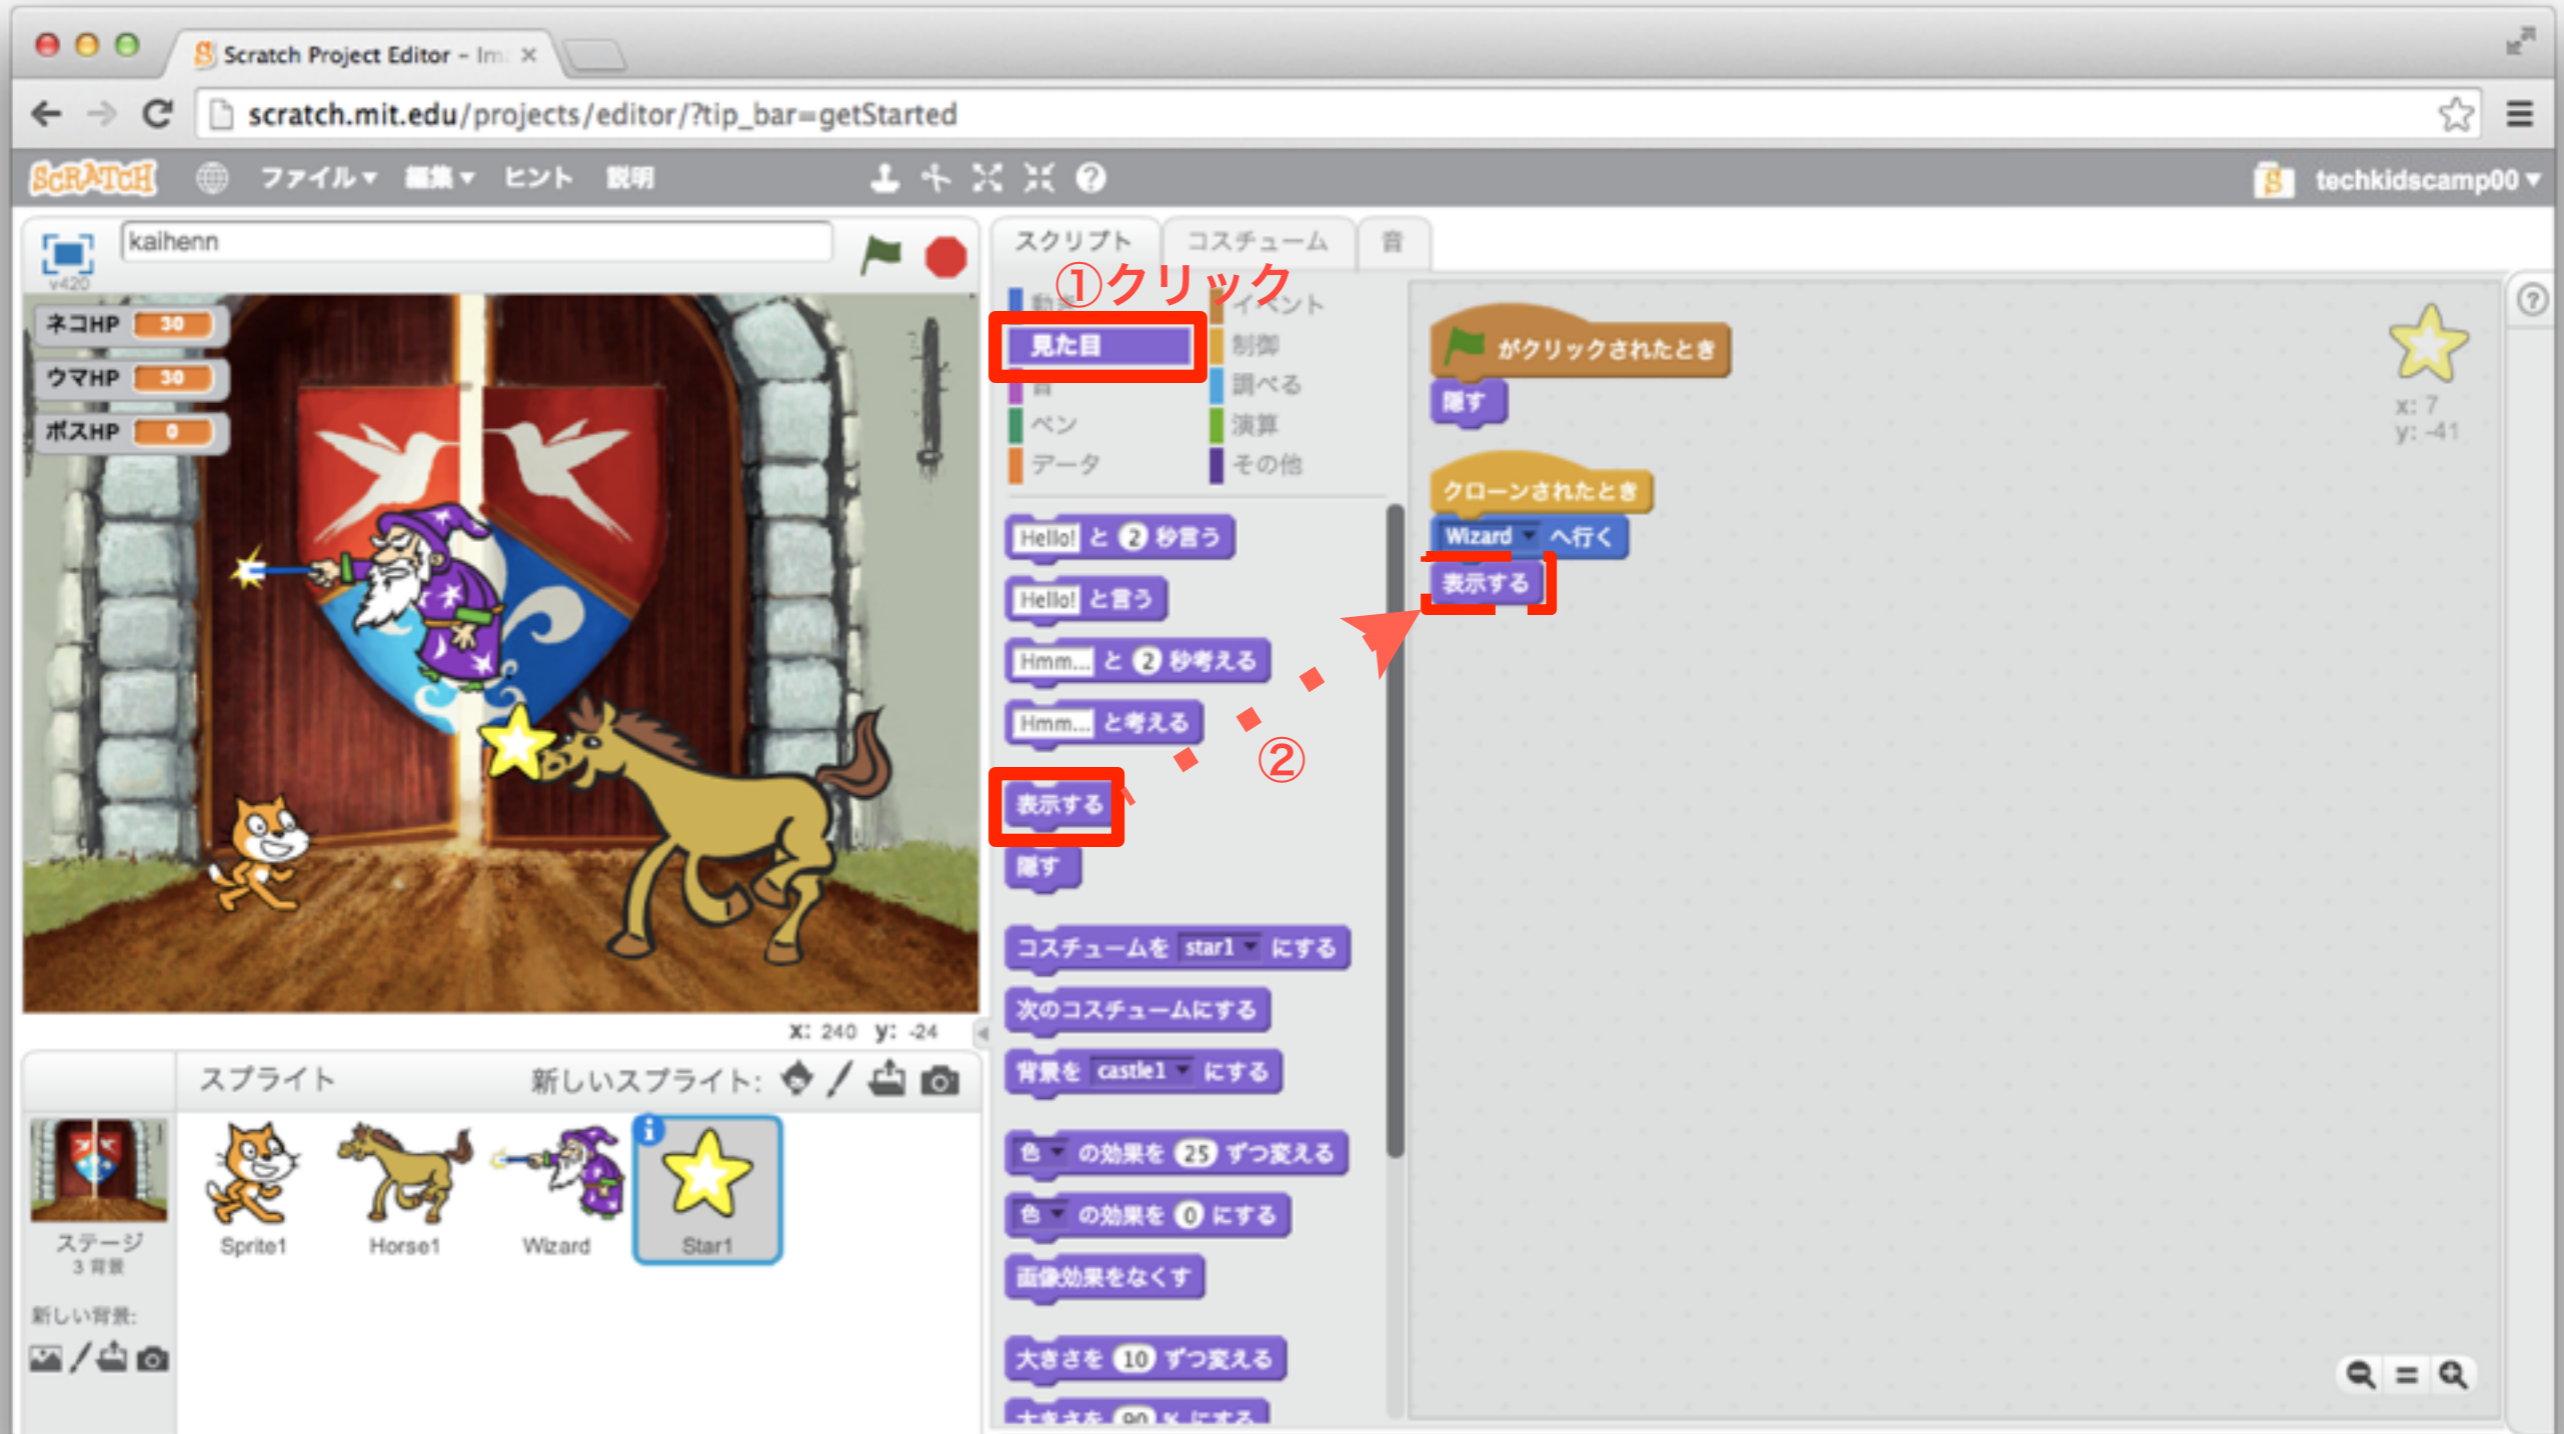 Scratch Project Editor – Im
scratch.mit.edu/projects/editor/?tip_bar=getStarted
SCRATCH ファイル▼ 編集▼ ヒント 説明 techkidscamp00▼
kaihenn
v420
スクリプト コスチューム 音
①クリック
イベント
見た目 制御
音 調べる
ペン 演算
データ その他
ネコHP 30
ウマHP 30
ボスHP 0
x: 240 y: -24
Hello! と 2 秒言う
Hello! と言う
Hmm... と 2 秒考える
Hmm... と考える
②
表示する
隠す
コスチュームを star1 にする
次のコスチュームにする
背景を castle1 にする
色 の効果を 25 ずつ変える
色 の効果を 0 にする
画像効果をなくす
大きさを 10 ずつ変える
大きさを 90 % にする
がクリックされたとき
隠す
クローンされたとき
Wizard へ行く
表示する
x: 7
y: -41
スプライト 新しいスプライト:
Sprite1 Horse1 Wizard Star1
ステージ
3 背景
新しい背景: